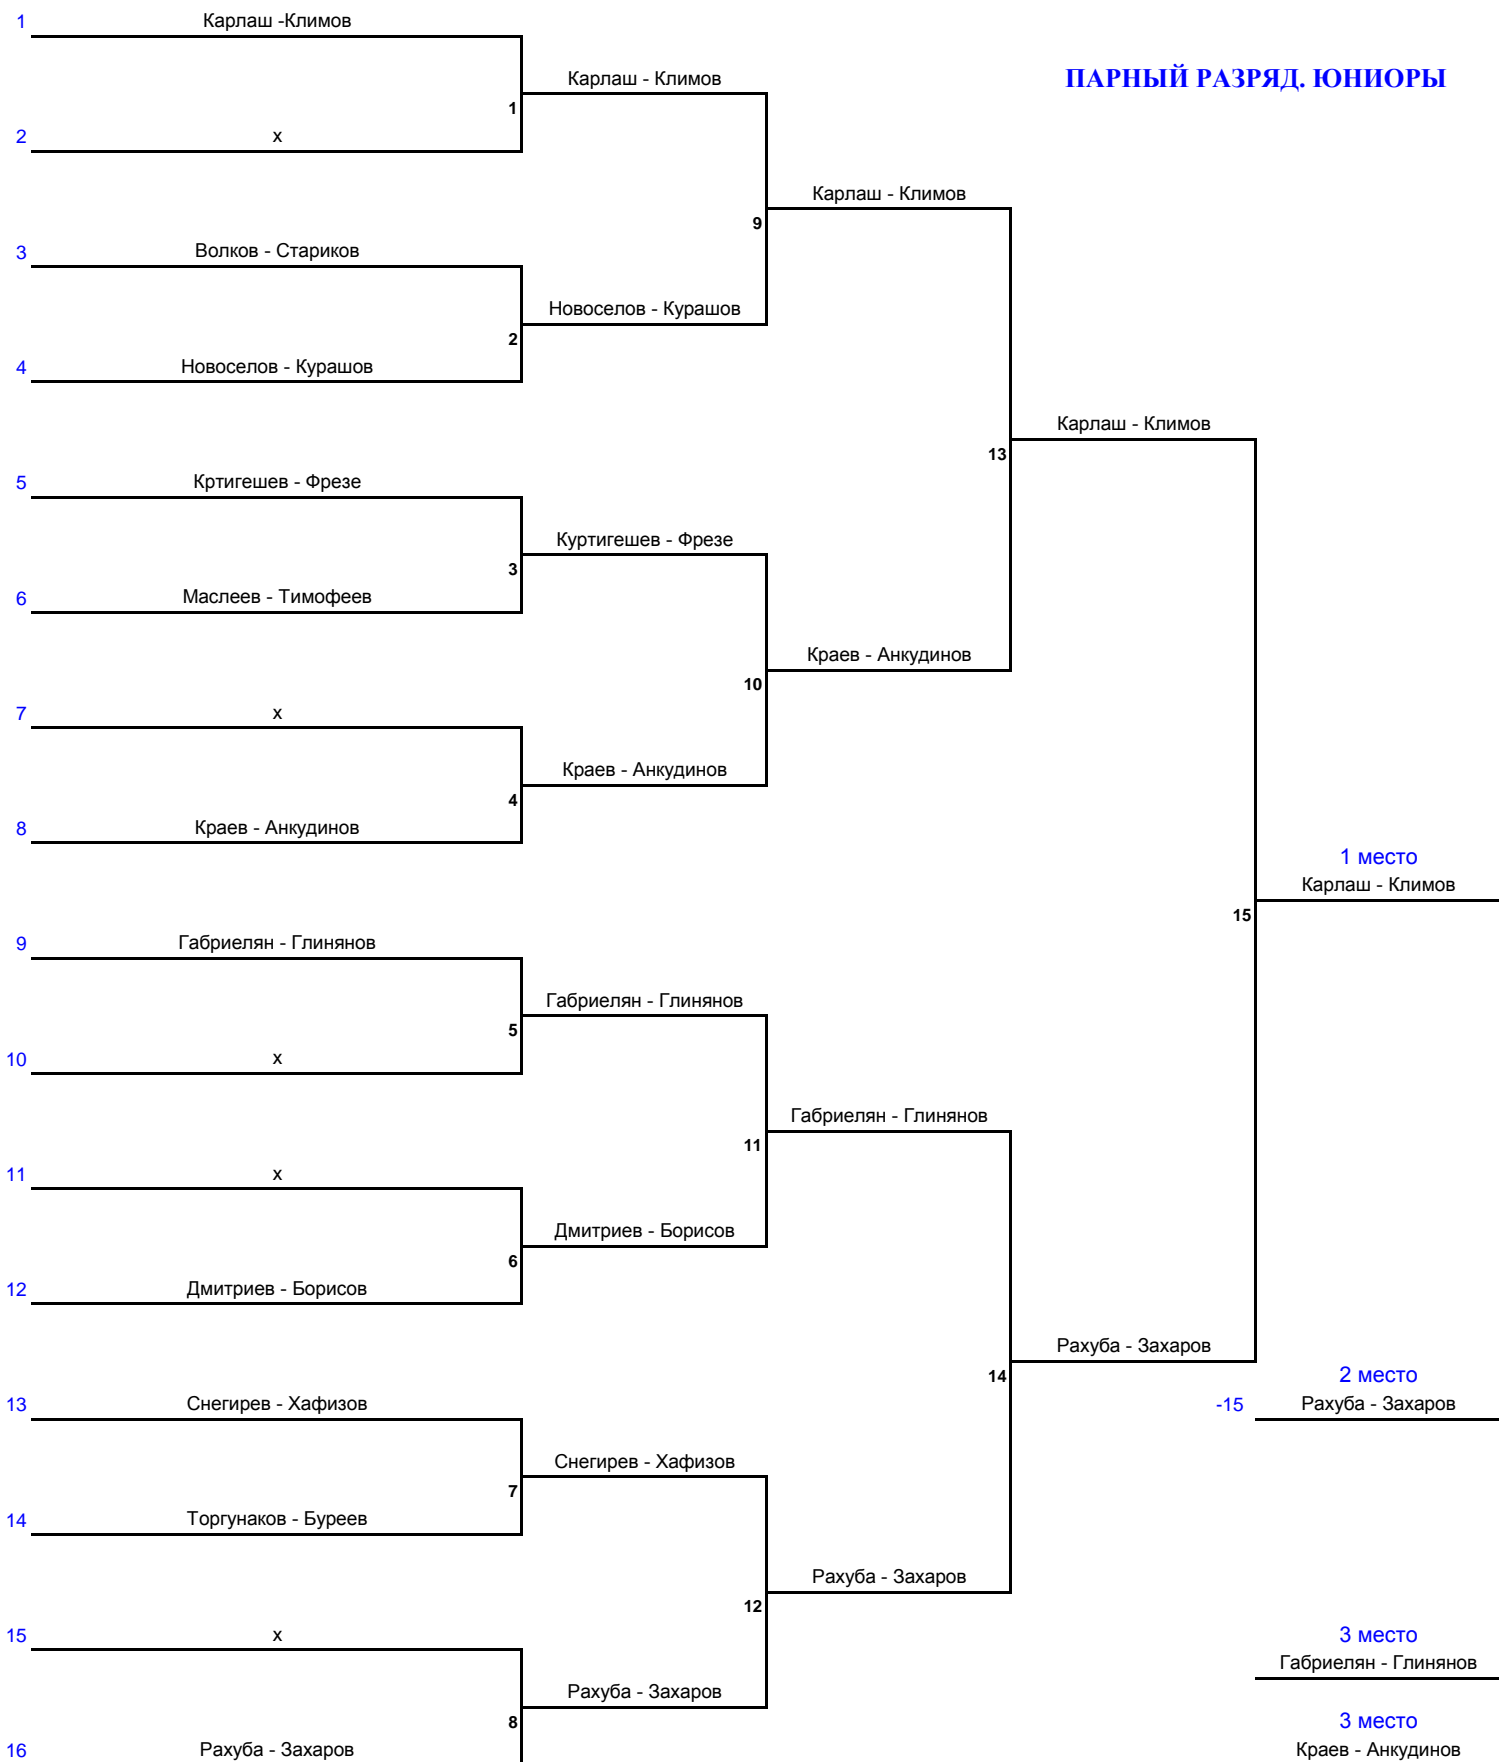 1
Карлаш -Климов
Карлаш - Климов
ПАРНЫЙ РАЗРЯД. ЮНИОРЫ
1
2
х
Карлаш - Климов
9
3
Волков - Стариков
Новоселов - Курашов
2
4
Новоселов - Курашов
Карлаш - Климов
13
5
Кртигешев - Фрезе
Куртигешев - Фрезе
3
6
Маслеев - Тимофеев
Краев - Анкудинов
10
7
х
Краев - Анкудинов
4
8
Краев - Анкудинов
1 место
Карлаш - Климов
15
9
Габриелян - Глинянов
Габриелян - Глинянов
5
10
х
Габриелян - Глинянов
11
11
х
Дмитриев - Борисов
6
12
Дмитриев - Борисов
Рахуба - Захаров
14
2 место
-15
Рахуба - Захаров
13
Снегирев - Хафизов
Снегирев - Хафизов
7
14
Торгунаков - Буреев
Рахуба - Захаров
12
15
х
3 место
Габриелян - Глинянов
Рахуба - Захаров
8
3 место
16
Рахуба - Захаров
Краев - Анкудинов